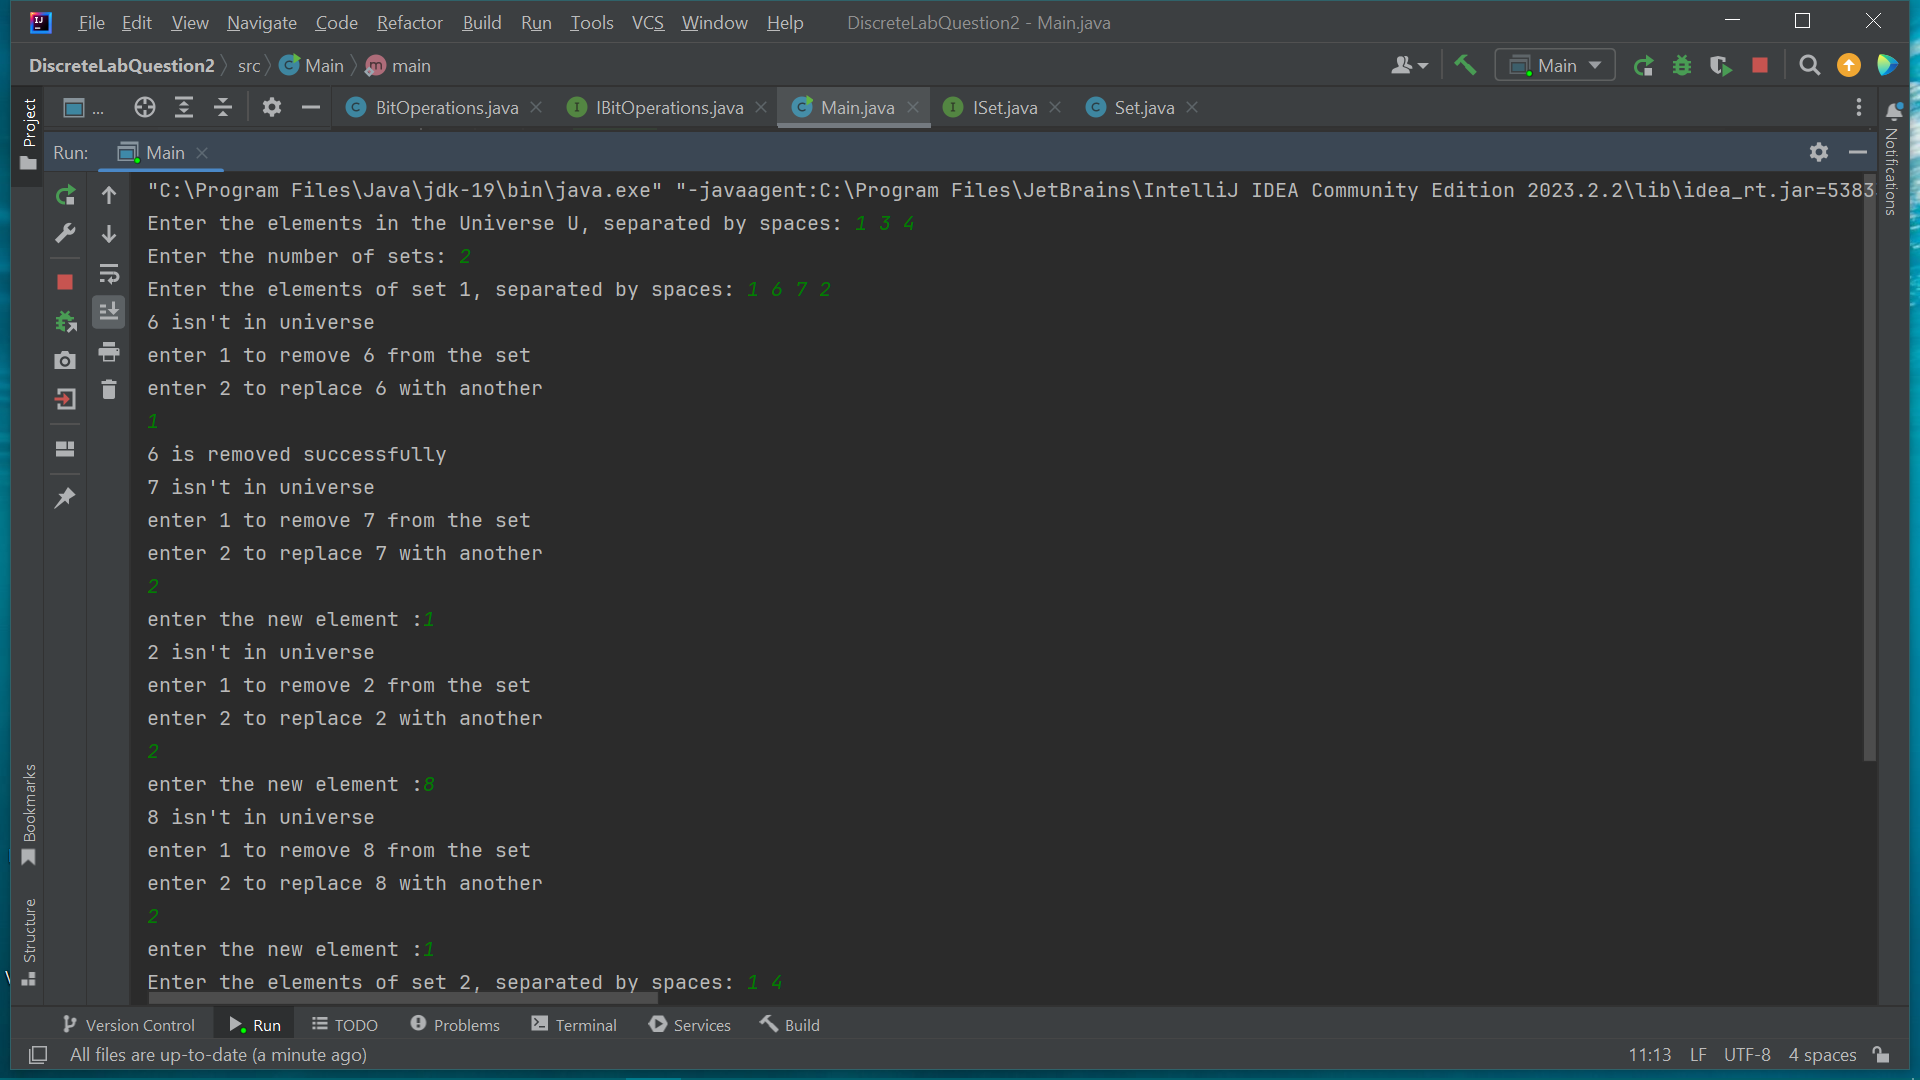 File Edit View Navigate Code Refactor Build Run Tools VCS Window Help DiscreteLabQuestion2 - Main.java
DiscreteLabQuestion2 src Main main Main
Project ... BitOperations.java IBitOperations.java Main.java ISet.java Set.java
Notifications
Run: Main
"C:\Program Files\Java\jdk-19\bin\java.exe" "-javaagent:C:\Program Files\JetBrains\IntelliJ IDEA Community Edition 2023.2.2\lib\idea_rt.jar=5383
Enter the elements in the Universe U, separated by spaces: 1 3 4
Enter the number of sets: 2
Enter the elements of set 1, separated by spaces: 1 6 7 2
6 isn't in universe
enter 1 to remove 6 from the set
enter 2 to replace 6 with another
1
6 is removed successfully
7 isn't in universe
enter 1 to remove 7 from the set
enter 2 to replace 7 with another
2
enter the new element :1
2 isn't in universe
enter 1 to remove 2 from the set
enter 2 to replace 2 with another
2
enter the new element :8
8 isn't in universe
enter 1 to remove 8 from the set
enter 2 to replace 8 with another
2
enter the new element :1
Enter the elements of set 2, separated by spaces: 1 4
Bookmarks
Structure
Version Control Run TODO Problems Terminal Services Build
All files are up-to-date (a minute ago) 11:13 LF UTF-8 4 spaces